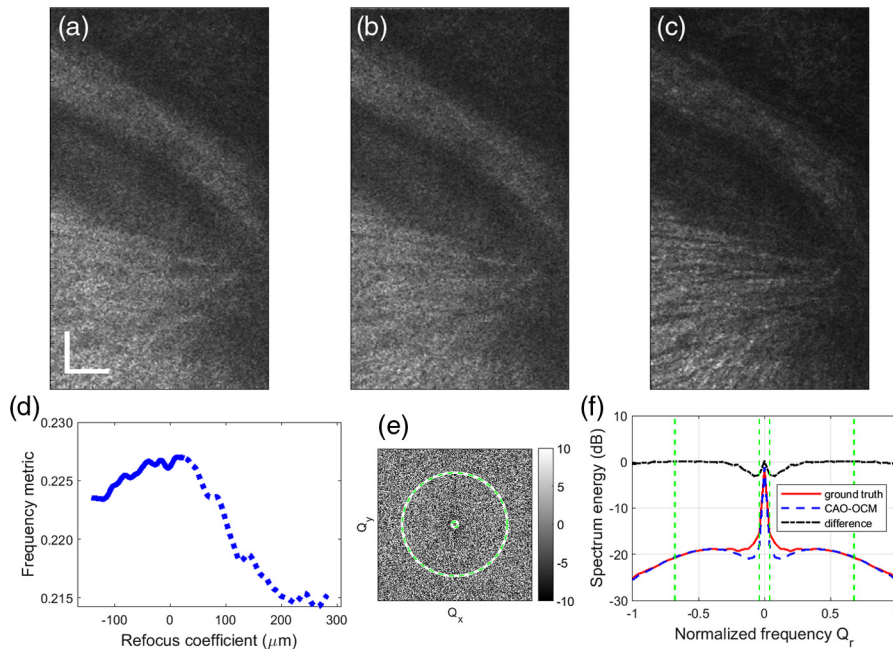 (a)
(b)
(c)
(d)
0.230
0.225
0.220
0.215
Frequency metric
-100
0
100
200
300
Refocus coefficient (μm)
(e)
10
5
0
-5
-10
Q_y
Q_x
(f)
10
0
-10
-20
-30
Spectrum energy (dB)
ground truth
CAO-OCM
difference
-1
-0.5
0
0.5
Normalized frequency Q_r